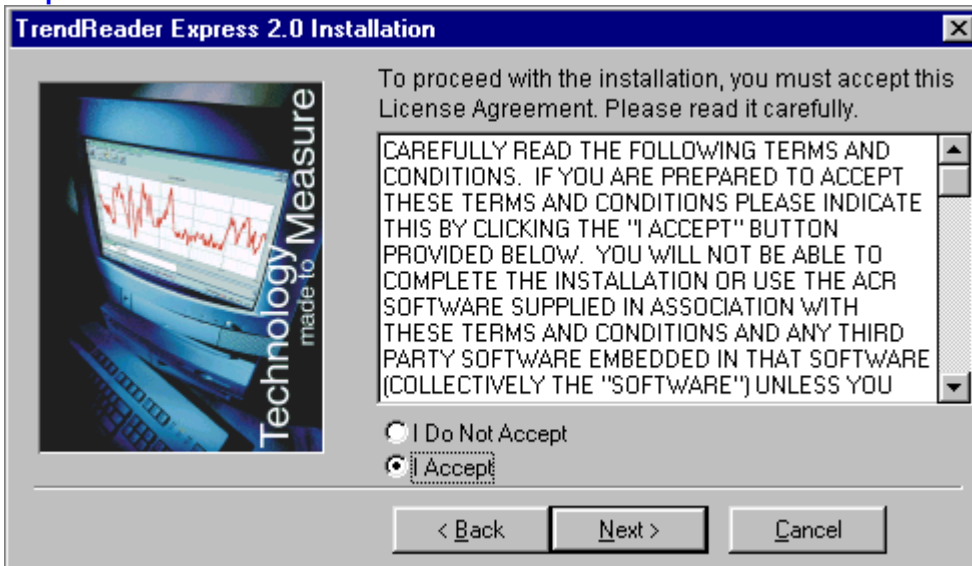 TrendReader Express 2.0 Installation
To proceed with the installation, you must accept this
License Agreement. Please read it carefully.
CAREFULLY READ THE FOLLOWING TERMS AND
CONDITIONS.  IF YOU ARE PREPARED TO ACCEPT
THESE TERMS AND CONDITIONS PLEASE INDICATE
THIS BY CLICKING THE "I ACCEPT" BUTTON
PROVIDED BELOW.  YOU WILL NOT BE ABLE TO
COMPLETE THE INSTALLATION OR USE THE ACR
SOFTWARE SUPPLIED IN ASSOCIATION WITH
THESE TERMS AND CONDITIONS AND ANY THIRD
PARTY SOFTWARE EMBEDDED IN THAT SOFTWARE
(COLLECTIVELY THE "SOFTWARE") UNLESS YOU
Technology
made to Measure
I Do Not Accept
I Accept
< Back
Next >
Cancel